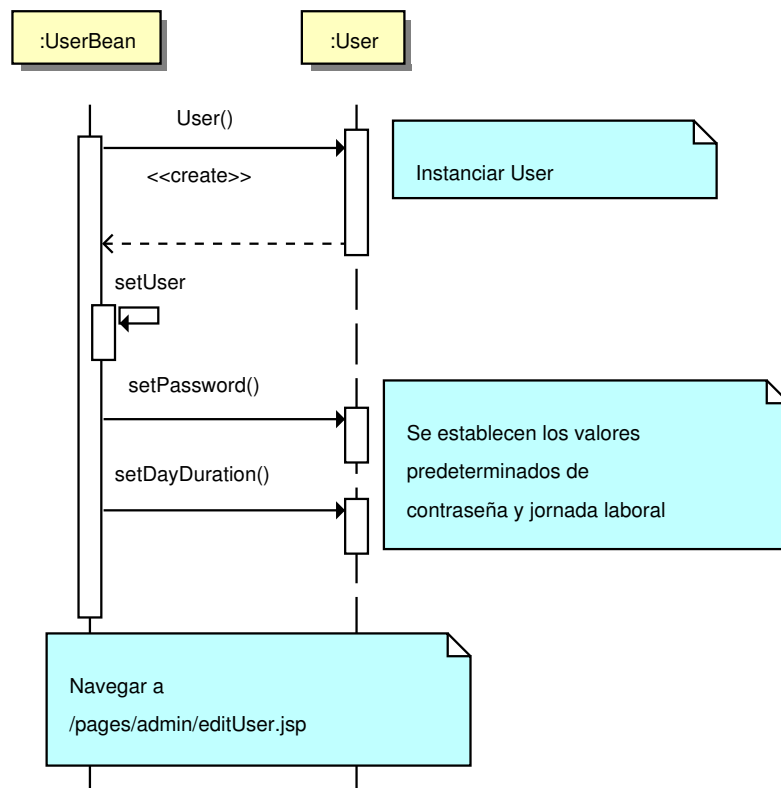 :UserBean
:User
User()
<<create>>
Instanciar User
setUser
setPassword()
setDayDuration()
Se establecen los valores
predeterminados de
contraseña y jornada laboral
Navegar a
/pages/admin/editUser.jsp